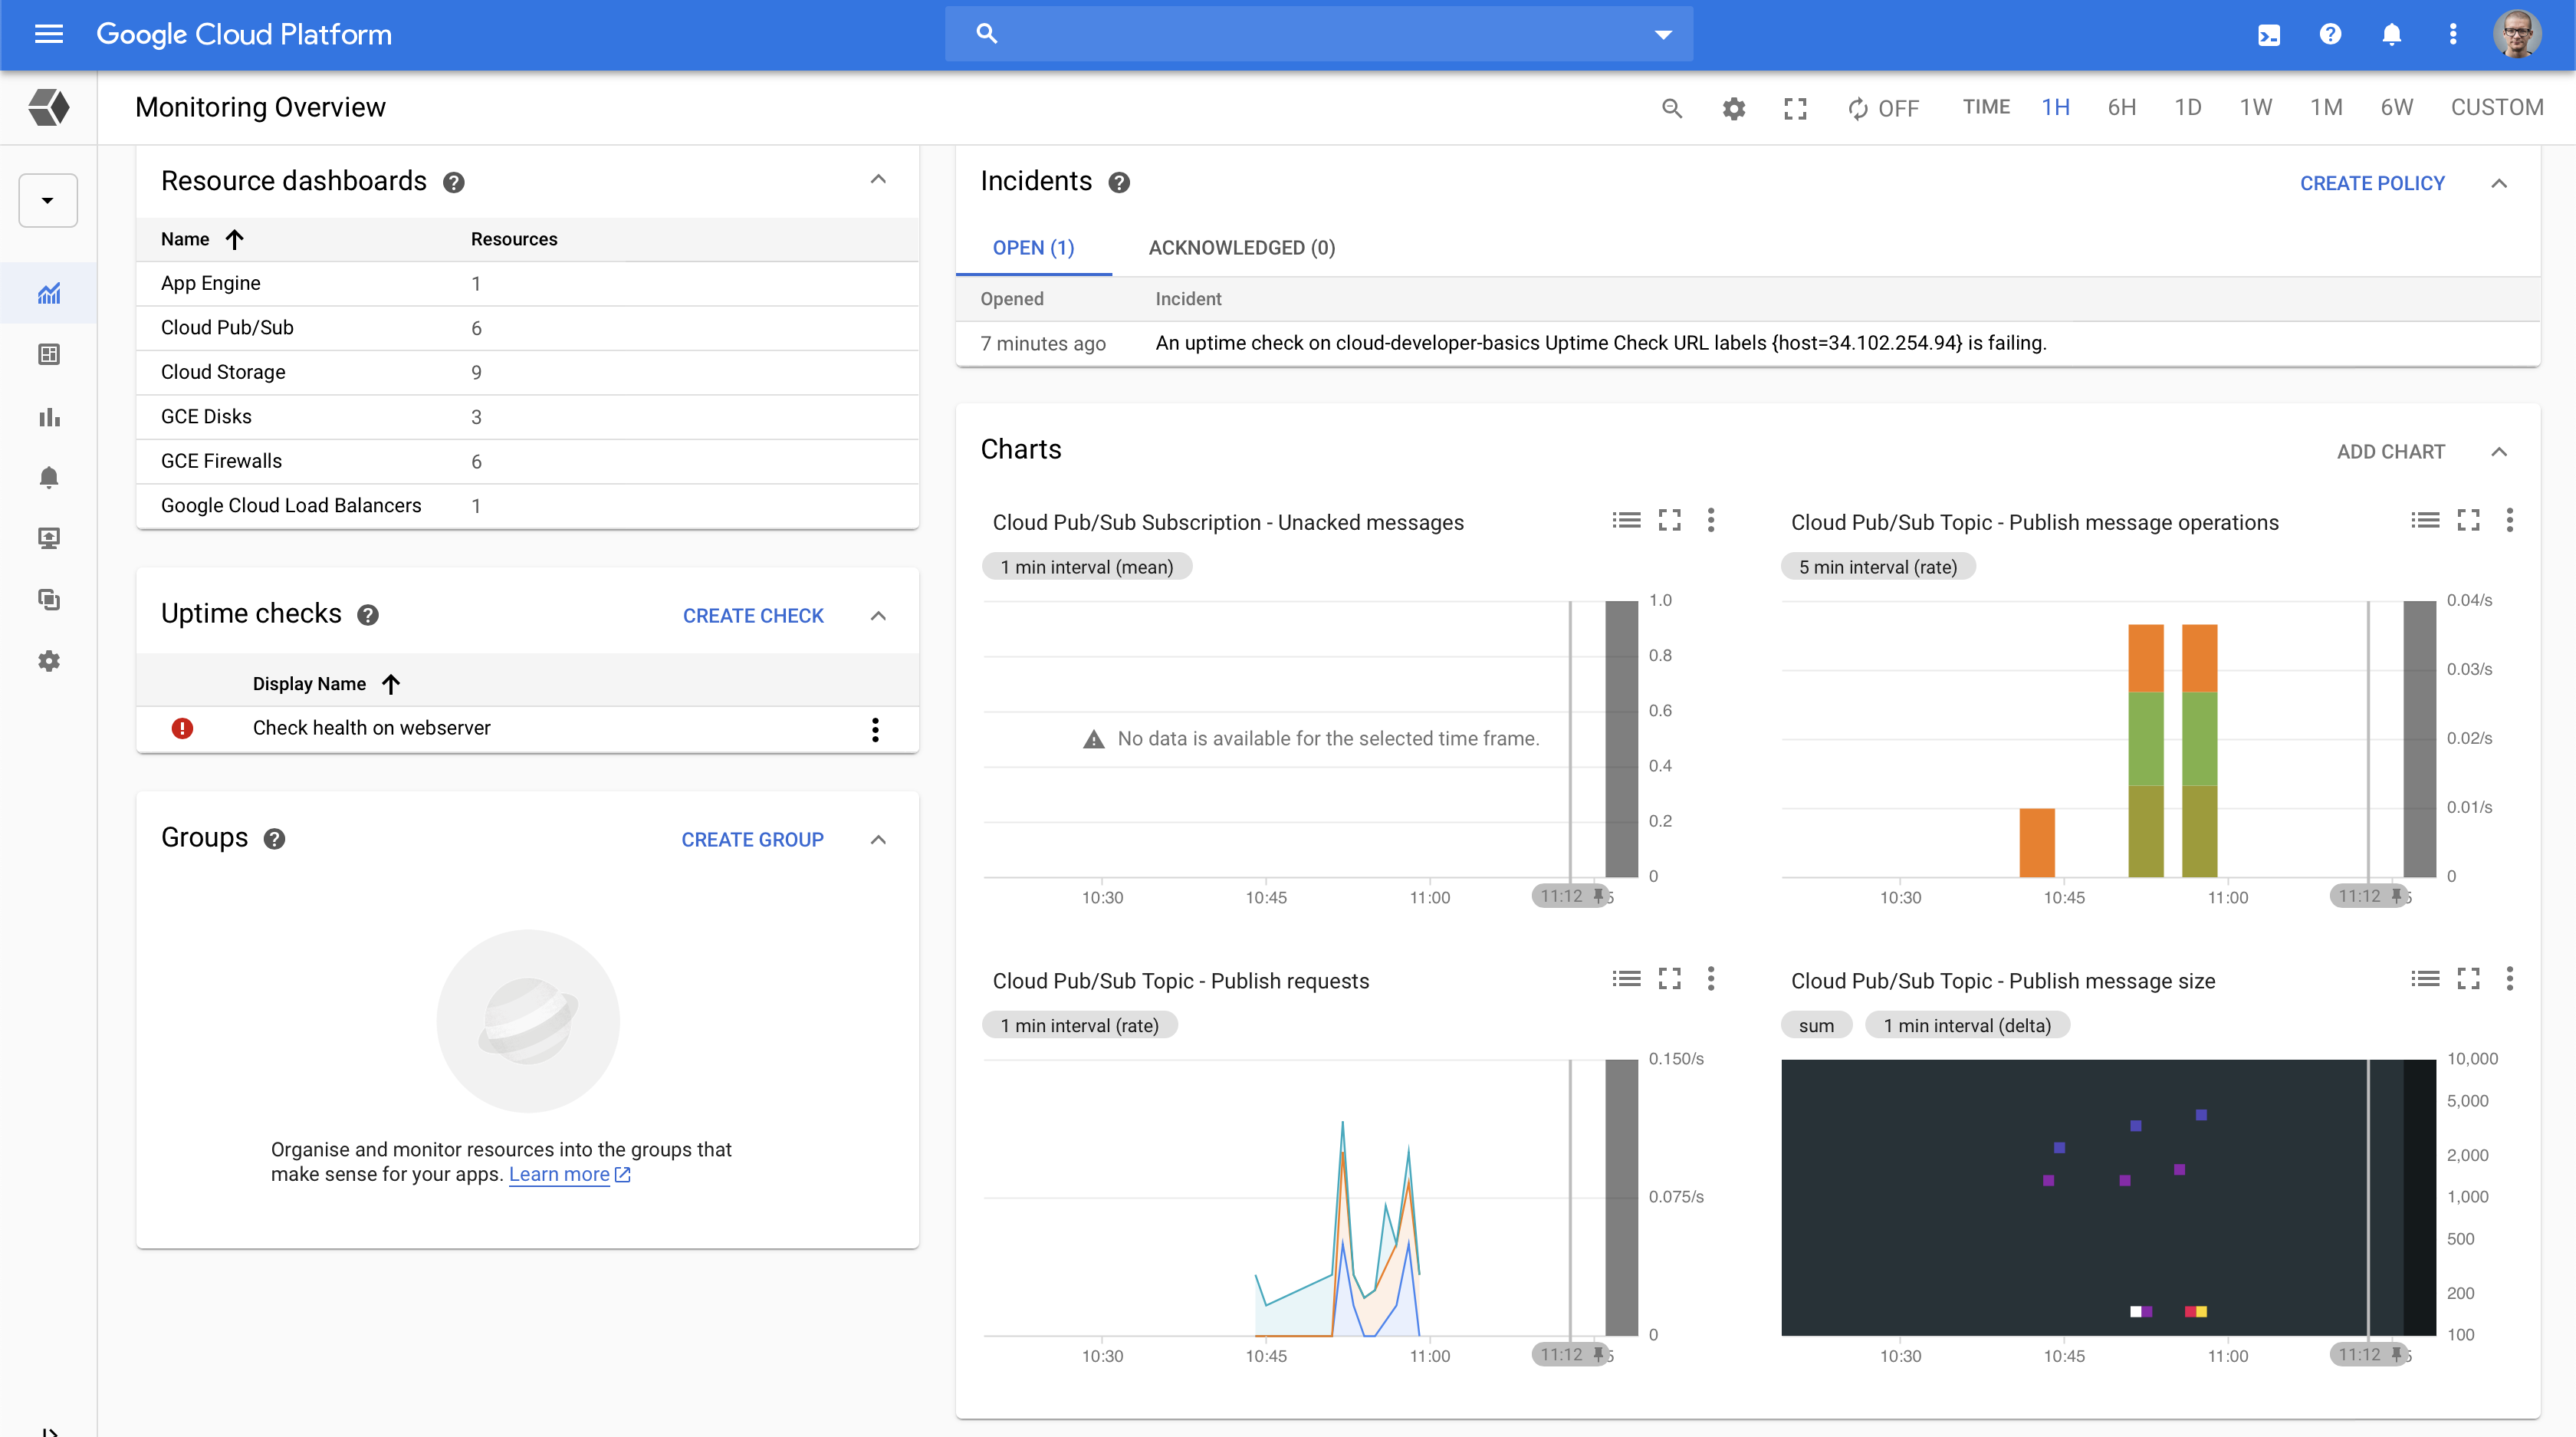 Google Cloud Platform
Monitoring Overview
OFF TIME 1H 6H 1D 1W 1M 6W CUSTOM
Resource dashboards
Name Resources
App Engine 1
Cloud Pub/Sub 6
Cloud Storage 9
GCE Disks 3
GCE Firewalls 6
Google Cloud Load Balancers 1
Uptime checks CREATE CHECK
Display Name
Check health on webserver
Groups CREATE GROUP
Organise and monitor resources into the groups that
make sense for your apps. Learn more
Incidents CREATE POLICY
OPEN (1) ACKNOWLEDGED (0)
Opened Incident
7 minutes ago An uptime check on cloud-developer-basics Uptime Check URL labels {host=34.102.254.94} is failing.
Charts ADD CHART
Cloud Pub/Sub Subscription - Unacked messages
1 min interval (mean)
1.0
0.8
0.6
No data is available for the selected time frame.
0.4
0.2
0
10:30 10:45 11:00 11:12
Cloud Pub/Sub Topic - Publish message operations
5 min interval (rate)
0.04/s
0.03/s
0.02/s
0.01/s
0
10:30 10:45 11:00 11:12
Cloud Pub/Sub Topic - Publish requests
1 min interval (rate)
0.150/s
0.075/s
0
10:30 10:45 11:00 11:12
Cloud Pub/Sub Topic - Publish message size
sum 1 min interval (delta)
10,000
5,000
2,000
1,000
500
200
100
10:30 10:45 11:00 11:12